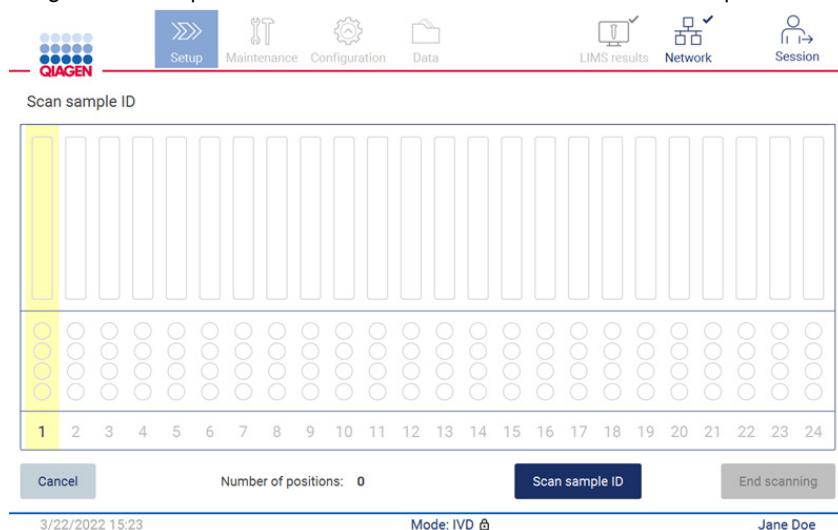 QIAGEN
Setup
Maintenance
Configuration
Data
LIMS results
Network
Session
Scan sample ID
1 2 3 4 5 6 7 8 9 10 11 12 13 14 15 16 17 18 19 20 21 22 23 24
Cancel
Number of positions: 0
Scan sample ID
End scanning
3/22/2022 15:23
Mode: IVD
Jane Doe